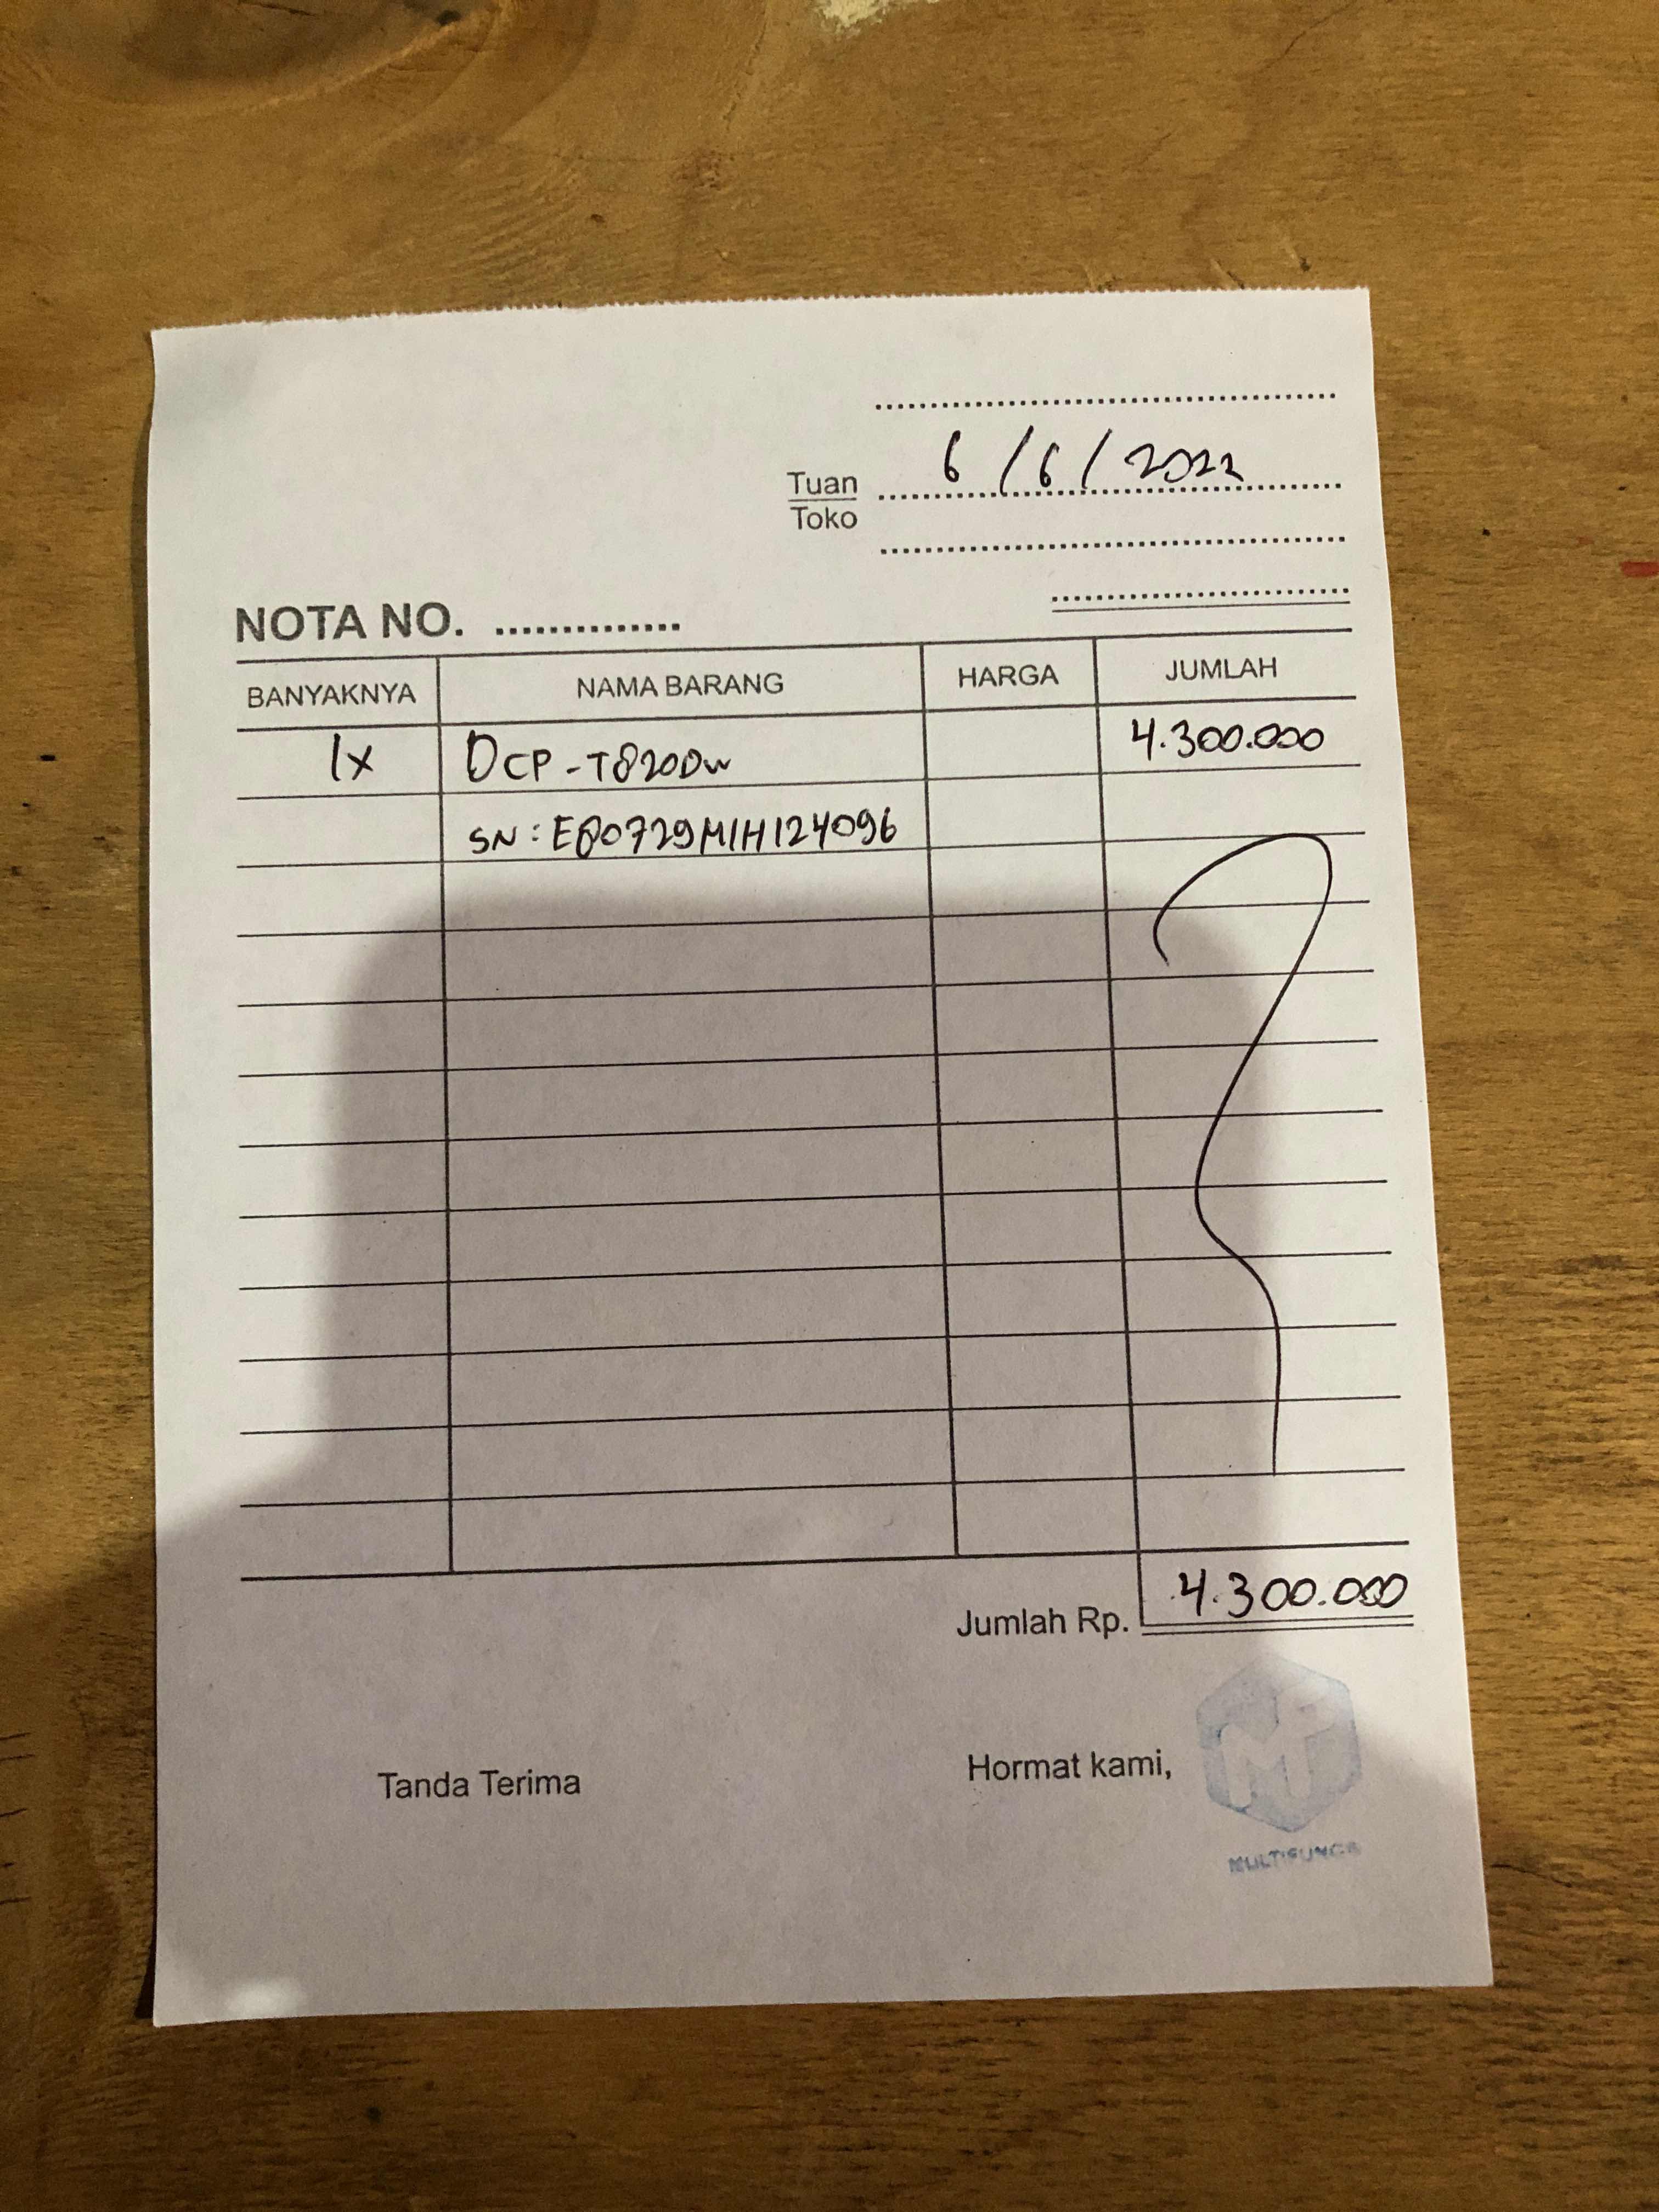 6/6/2022
Tuan
Toko
NOTA NO. ..............
BANYAKNYA NAMA BARANG HARGA JUMLAH
1x DCP-T820Dw 4.300.000
SN: E80729M1H124096
Jumlah Rp. 4.300.000
Tanda Terima Hormat kami,
MP